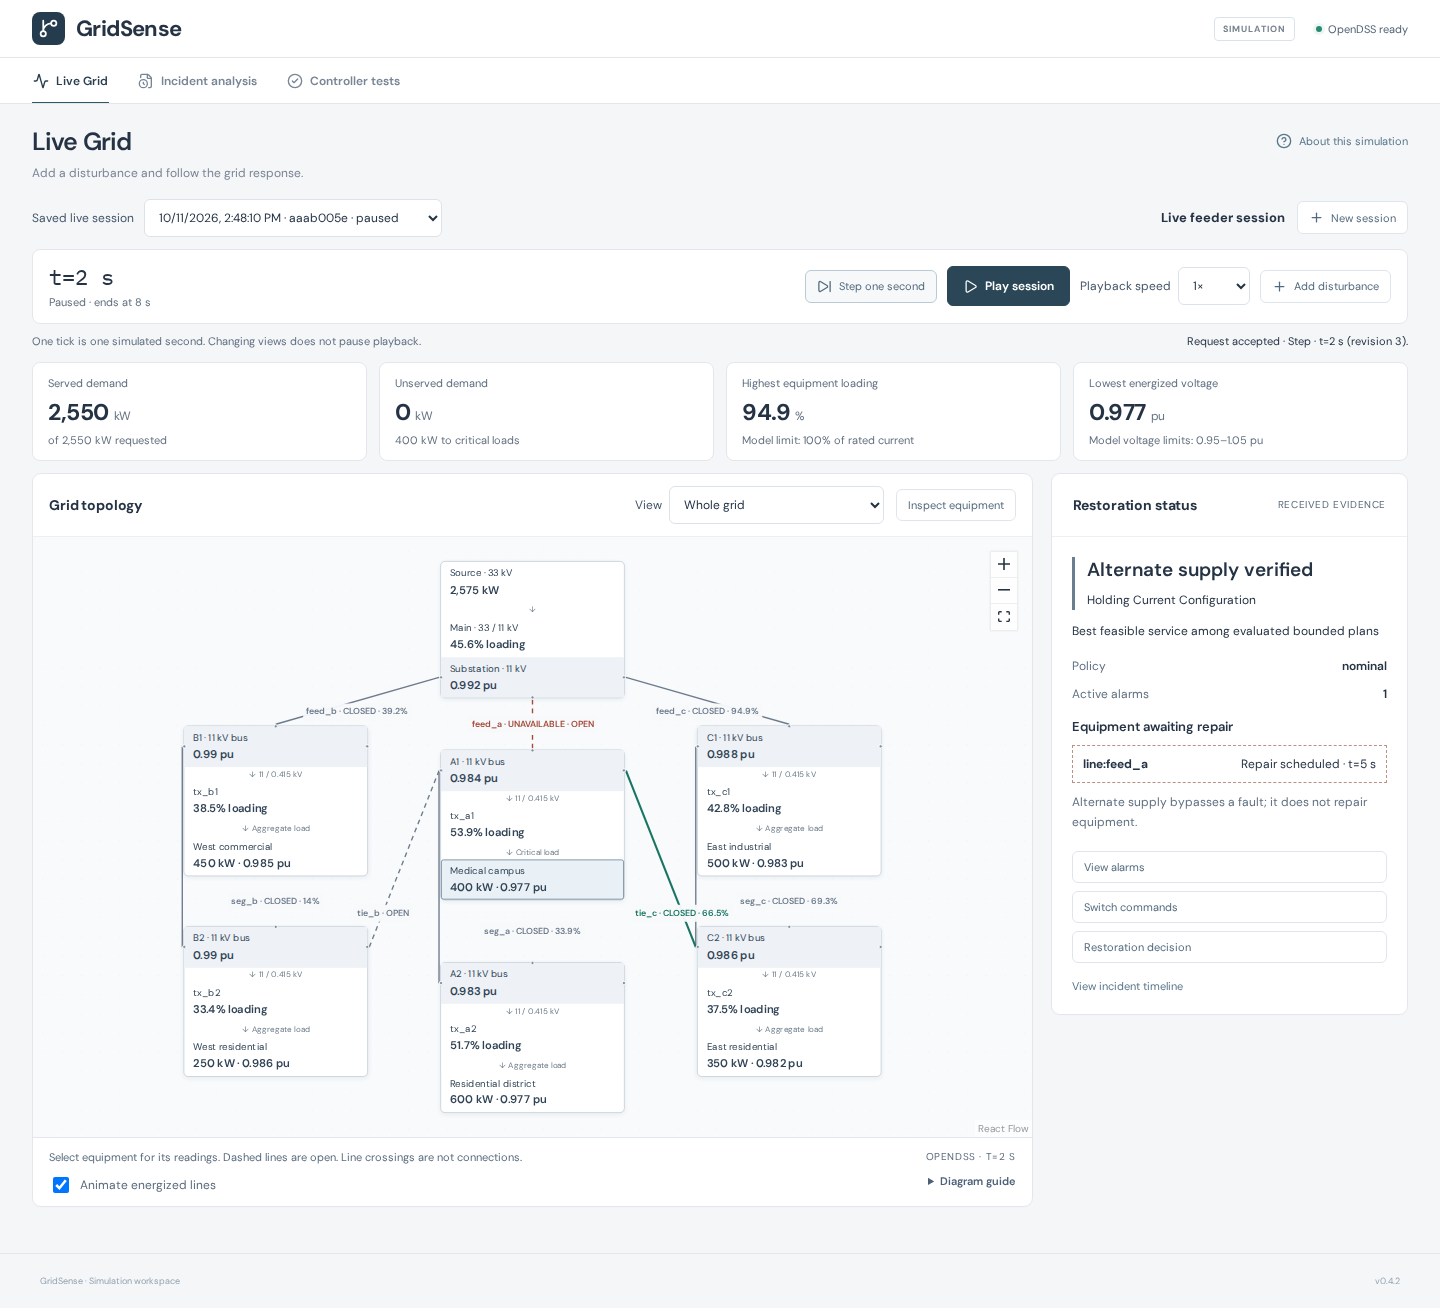 GridSense
SIMULATION
OpenDSS ready
Live Grid
Incident analysis
Controller tests
Live Grid
About this simulation
Add a disturbance and follow the grid response.
Saved live session
10/11/2026, 2:48:10 PM · aaab005e · paused
Live feeder session
New session
t=2 s
Paused · ends at 8 s
Step one second
Play session
Playback speed
1×
Add disturbance
One tick is one simulated second. Changing views does not pause playback.
Request accepted · Step · t=2 s (revision 3).
Served demand
2,550 kW
of 2,550 kW requested
Unserved demand
0 kW
400 kW to critical loads
Highest equipment loading
94.9 %
Model limit: 100% of rated current
Lowest energized voltage
0.977 pu
Model voltage limits: 0.95–1.05 pu
Grid topology
View
Whole grid
Inspect equipment
Source · 33 kV
2,575 kW
↓
Main · 33 / 11 kV
45.6% loading
Substation · 11 kV
0.992 pu
feed_b · CLOSED · 39.2%
feed_a · UNAVAILABLE · OPEN
feed_c · CLOSED · 94.9%
B1 · 11 kV bus
0.99 pu
↓ 11 / 0.415 kV
tx_b1
38.5% loading
↓ Aggregate load
West commercial
450 kW · 0.985 pu
A1 · 11 kV bus
0.984 pu
↓ 11 / 0.415 kV
tx_a1
53.9% loading
↓ Critical load
Medical campus
400 kW · 0.977 pu
C1 · 11 kV bus
0.988 pu
↓ 11 / 0.415 kV
tx_c1
42.8% loading
↓ Aggregate load
East industrial
500 kW · 0.983 pu
seg_b · CLOSED · 14%
tie_b · OPEN
seg_a · CLOSED · 33.9%
tie_c · CLOSED · 66.5%
seg_c · CLOSED · 69.3%
B2 · 11 kV bus
0.99 pu
↓ 11 / 0.415 kV
tx_b2
33.4% loading
↓ Aggregate load
West residential
250 kW · 0.986 pu
A2 · 11 kV bus
0.983 pu
↓ 11 / 0.415 kV
tx_a2
51.7% loading
↓ Aggregate load
Residential district
600 kW · 0.977 pu
C2 · 11 kV bus
0.986 pu
↓ 11 / 0.415 kV
tx_c2
37.5% loading
↓ Aggregate load
East residential
350 kW · 0.982 pu
React Flow
Select equipment for its readings. Dashed lines are open. Line crossings are not connections.
OPENDSS · T=2 S
Animate energized lines
Diagram guide
Restoration status
RECEIVED EVIDENCE
Alternate supply verified
Holding Current Configuration
Best feasible service among evaluated bounded plans
Policy
nominal
Active alarms
1
Equipment awaiting repair
line:feed_a
Repair scheduled · t=5 s
Alternate supply bypasses a fault; it does not repair
equipment.
View alarms
Switch commands
Restoration decision
View incident timeline
GridSense · Simulation workspace
v0.4.2